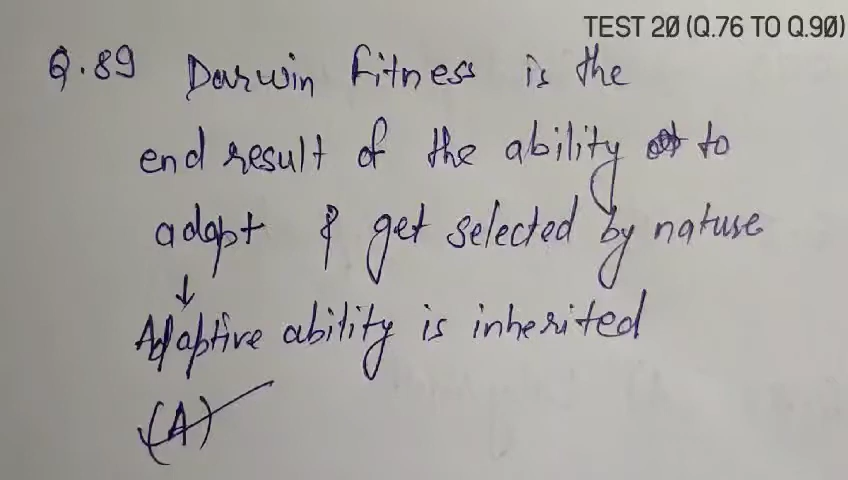 TEST 20 (Q.76 TO Q.90)
Q.89 Darwin fitness is the
end result of the ability to
adapt & get selected by nature
↓
Adaptive ability is inherited
(A)